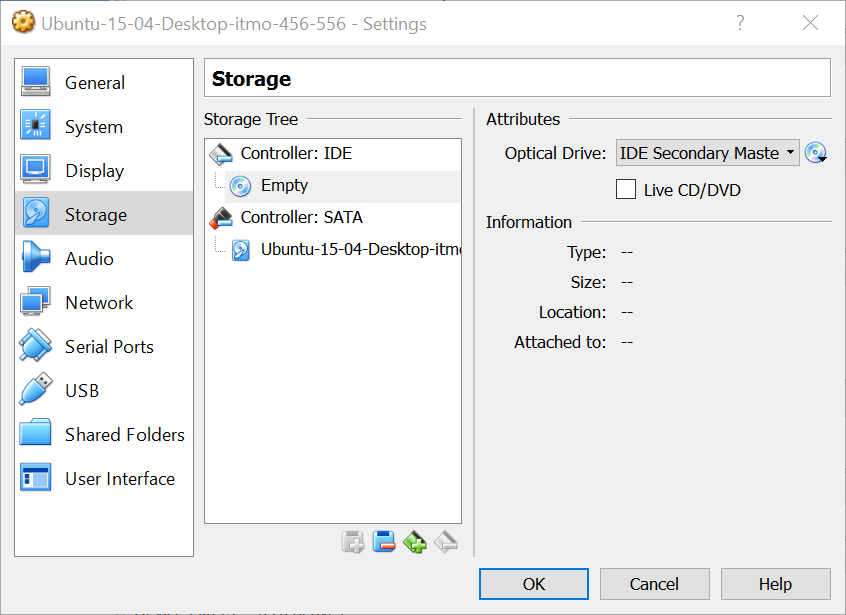 Ubuntu-15-04-Desktop-itmo-456-556 - Settings
?
General
System
Display
Storage
Audio
Network
Serial Ports
USB
Shared Folders
User Interface
Storage
Storage Tree
Controller: IDE
Empty
Controller: SATA
Ubuntu-15-04-Desktop-itmo
Attributes
Optical Drive: IDE Secondary Maste
Live CD/DVD
Information
Type: --
Size: --
Location: --
Attached to: --
OK
Cancel
Help